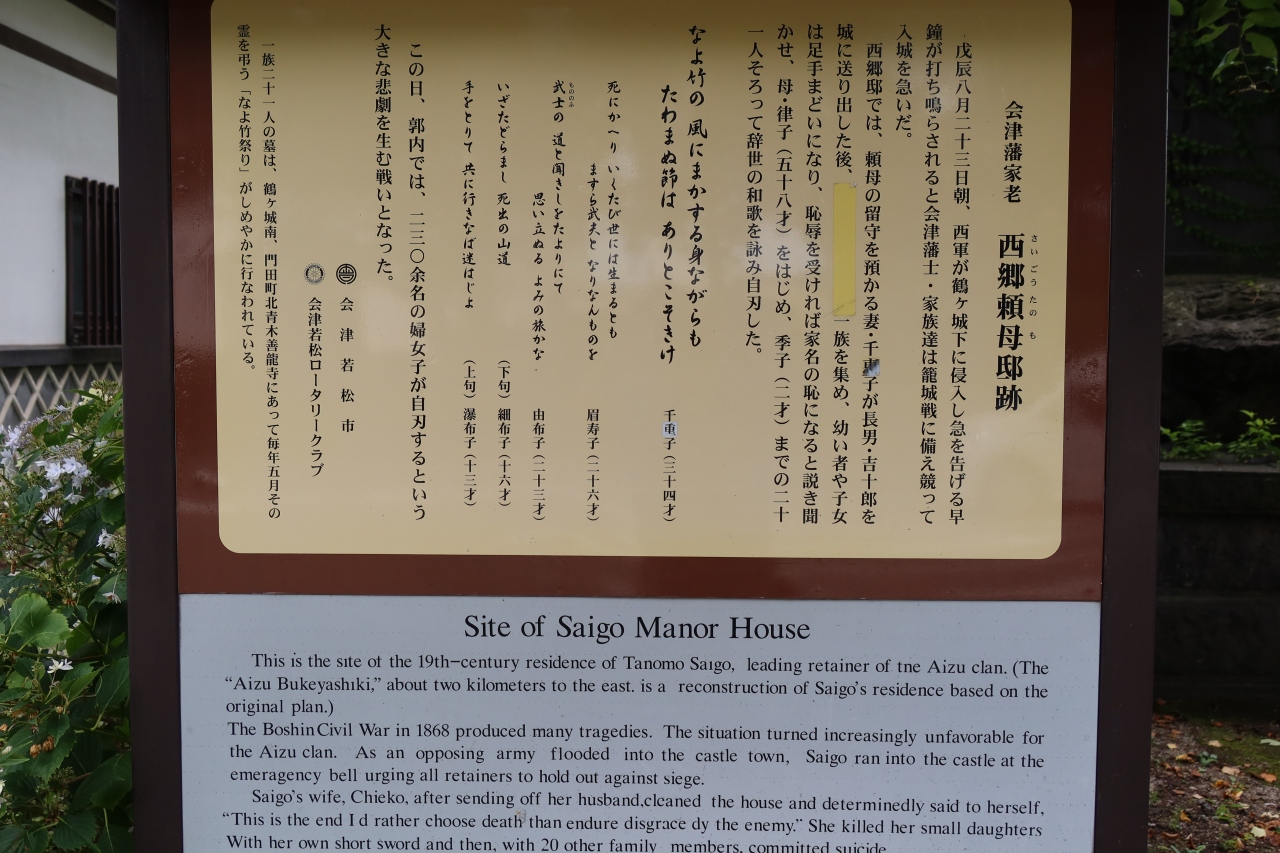 会津藩家老 西郷頼母邸跡
さいごうたのも
戊辰八月二十三日朝、西軍が鶴ヶ城下に侵入し急を告げる早
鐘が打ち鳴らされると会津藩士・家族達は籠城戦に備え競って
入城を急いだ。
西郷邸では、頼母の留守を預かる妻・千重子が長男・吉十郎を
城に送り出した後、一族を集め、幼い者や子女
は足手まどいになり、恥辱を受ければ家名の恥になると説き聞
かせ、母・律子（五十八才）をはじめ、季子（二才）までの二十
一人そろって辞世の和歌を詠み自刃した。
なよ竹の 風にまかする身ながらも
たわまぬ節は ありとこそきけ 千重子（三十四才）
死にかへり いくたび世には生まるとも
ますら武夫と なりなんものを 眉寿子（二十六才）
武士の 道と聞きしをたよりにて
もののふ
思い立ぬる よみの旅かな 由布子（二十三才）
いざたどらまし 死出の山道 （下句）細布子（十六才）
手をとりて 共に行きなば迷はじよ （上句）瀑布子（十三才）
この日、郭内では、二三〇余名の婦女子が自刃するという
大きな悲劇を生む戦いとなった。
会津若松市
会津若松ロータリークラブ
一族二十一人の墓は、鶴ヶ城南、門田町北青木善龍寺にあって毎年五月その
霊を弔う「なよ竹祭り」がしめやかに行なわれている。
Site of Saigo Manor House
This is the site of the 19th-century residence of Tanomo Saigo, leading retainer of the Aizu clan. (The
“Aizu Bukeyashiki,” about two kilometers to the east. is a reconstruction of Saigo's residence based on the
original plan.)
The Boshin Civil War in 1868 produced many tragedies. The situation turned increasingly unfavorable for
the Aizu clan. As an opposing army flooded into the castle town, Saigo ran into the castle at the
emeragency bell urging all retainers to hold out against siege.
Saigo's wife, Chieko, after sending off her husband,cleaned the house and determinedly said to herself,
“This is the end I d rather choose death than endure disgrace dy the enemy.” She killed her small daughters
With her own short sword and then, with 20 other family members, committed suicide.